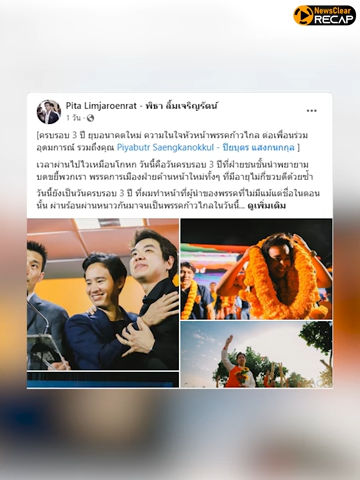 NewsClear
RECAP
Pita Limjaroenrat - พิธา ลิ้มเจริญรัตน์
1 วัน ·
[ครบรอบ 3 ปี ยุบอนาคตใหม่ ความในใจหัวหน้าพรรคก้าวไกล ต่อเพื่อนร่วม
อุดมการณ์ รวมถึงคุณ Piyabutr Saengkanokkul - ปิยบุตร แสงกนกกุล ]
เวลาผ่านไปไวเหมือนโกหก วันนี้คือวันครบรอบ 3 ปี ที่ฝ่ายชนชั้นนำพยายาม
บดขยี้พวกเรา พรรคการเมืองฝ่ายค้านหน้าใหม่ทั้งๆ ที่มีอายุไม่กี่ขวบดีด้วยซ้ำ
วันนี้ยังเป็นวันครบรอบ 3 ปี ที่ผมทำหน้าที่ผู้นำของพรรคที่ไม่มีแม้แต่ชื่อในตอน
นั้น ผ่านร้อนผ่านหนาวกันมาจนเป็นพรรคก้าวไกลในวันนี้... ดูเพิ่มเติม